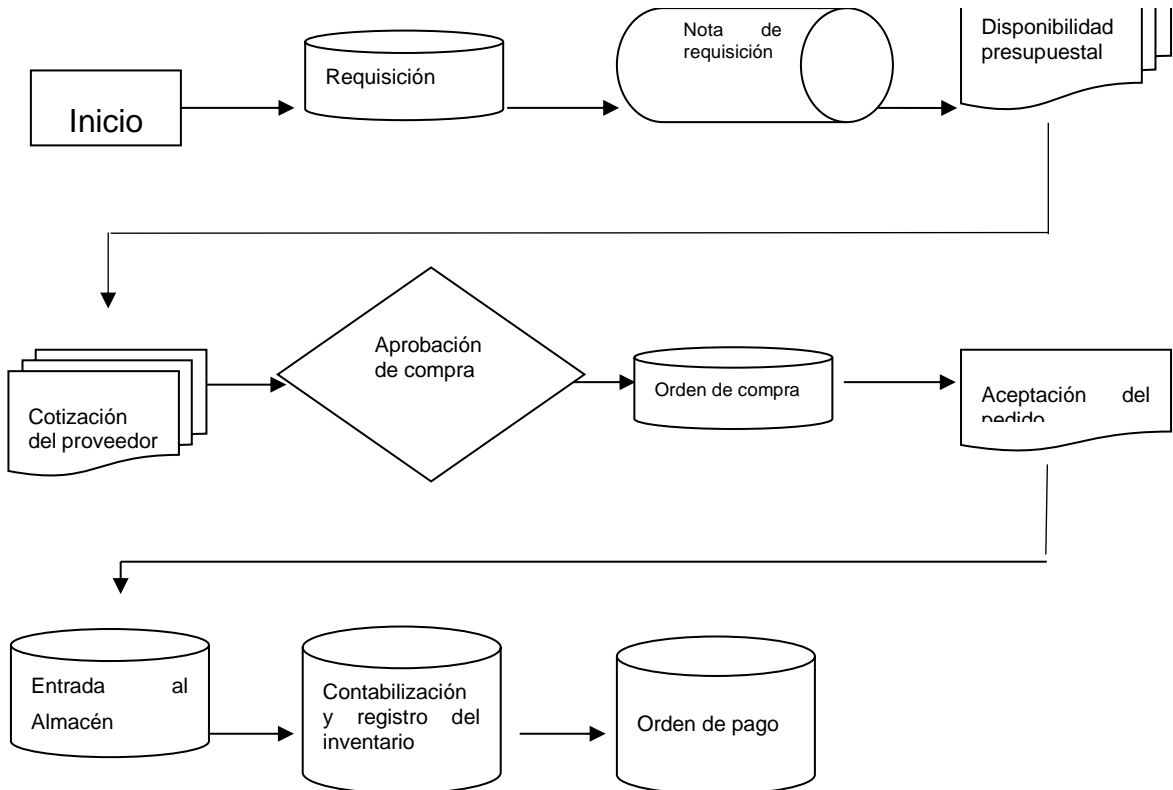 Inicio
Requisición
Nota de
requisición
Disponibilidad
presupuestal
Cotización
del proveedor
Aprobación
de compra
Orden de compra
Aceptación del
pedido
Entrada al
Almacén
Contabilización
y registro del
inventario
Orden de pago